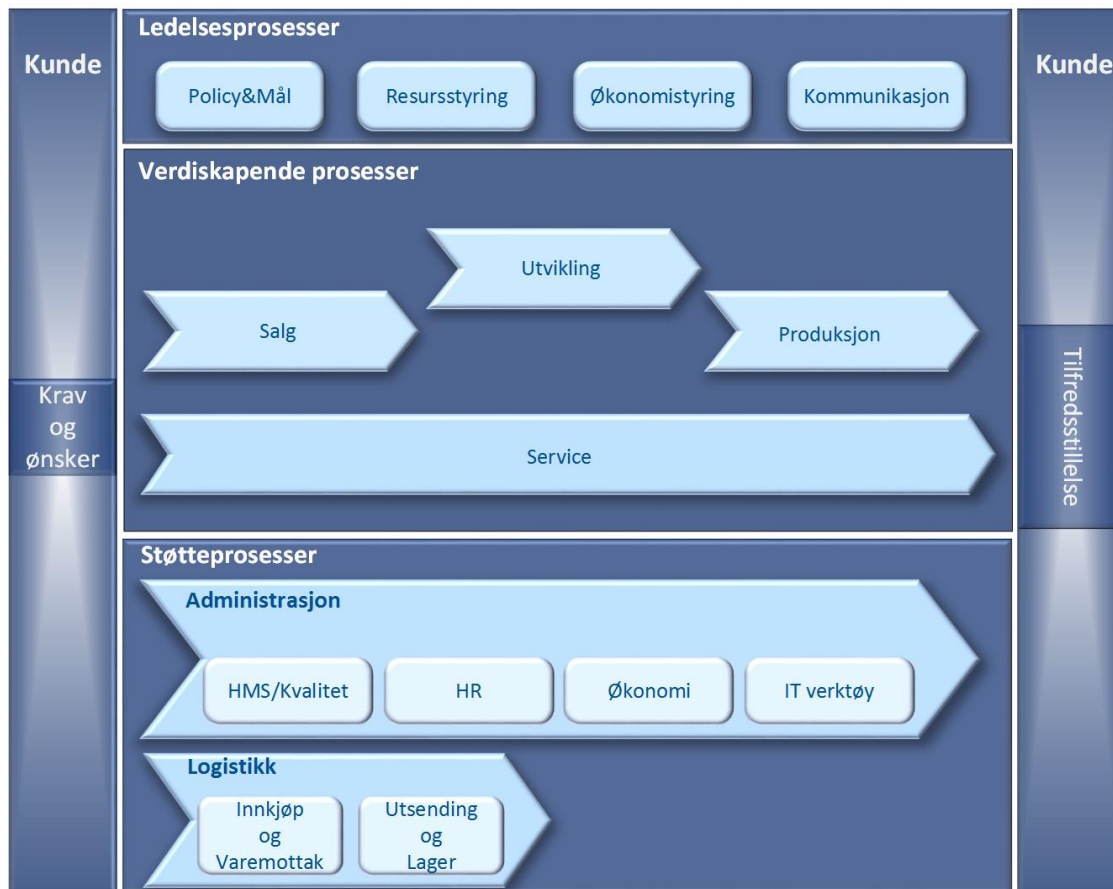 Kunde
Krav
og
ønsker
Ledelsesprosesser
Policy&Mål
Resursstyring
Økonomistyring
Kommunikasjon
Verdiskapende prosesser
Salg
Utvikling
Produksjon
Service
Støtteprosesser
Administrasjon
HMS/Kvalitet
HR
Økonomi
IT verktøy
Logistikk
Innkjøp
og
Varemottak
Utsending
og
Lager
Kunde
Tilfredsstillelse